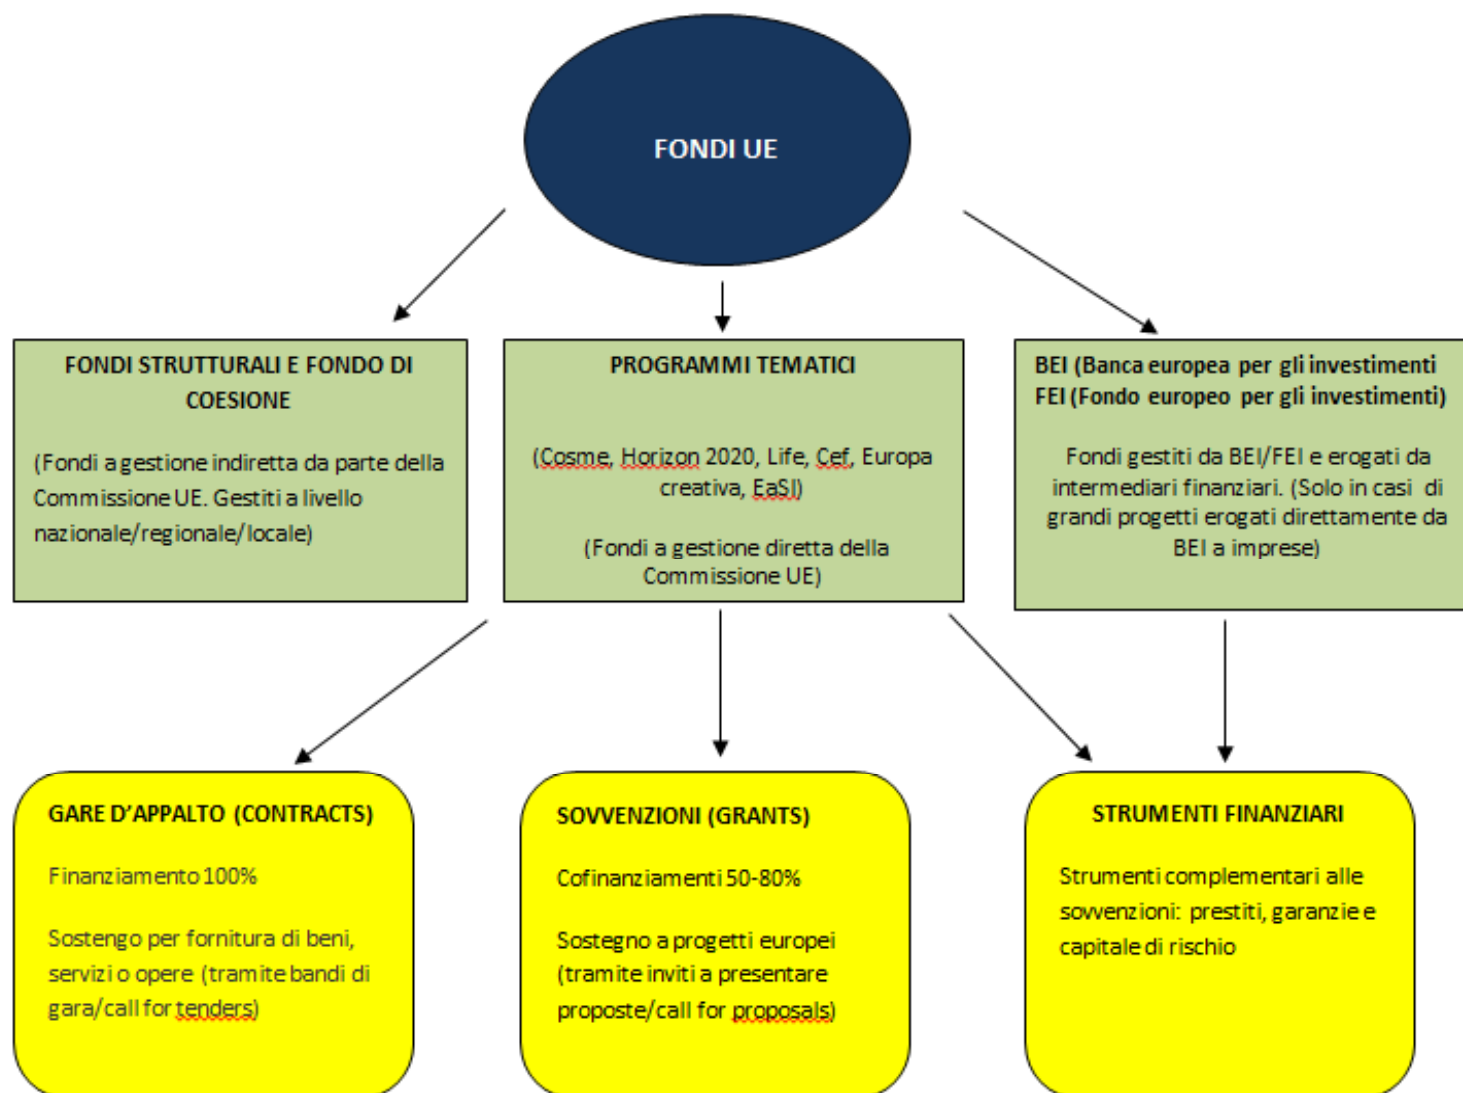 FONDI UE
FONDI STRUTTURALI E FONDO DI
COESIONE
(Fondi a gestione indiretta da parte della
Commissione UE. Gestiti a livello
nazionale/regionale/locale)
PROGRAMMI TEMATICI
(Cosme, Horizon 2020, Life, Cef, Europa
creativa, EaSI)
(Fondi a gestione diretta della
Commissione UE)
BEI (Banca europea per gli investimenti
FEI (Fondo europeo per gli investimenti)
Fondi gestiti da BEI/FEI e erogati da
intermediari finanziari. (Solo in casi di
grandi progetti erogati direttamente da
BEI a imprese)
GARE D'APPALTO (CONTRACTS)
Finanziamento 100%
Sostengo per fornitura di beni,
servizi o opere (tramite bandi di
gara/call for tenders)
SOVVENZIONI (GRANTS)
Cofinanziamenti 50-80%
Sostegno a progetti europei
(tramite inviti a presentare
proposte/call for proposals)
STRUMENTI FINANZIARI
Strumenti complementari alle
sovvenzioni: prestiti, garanzie e
capitale di rischio